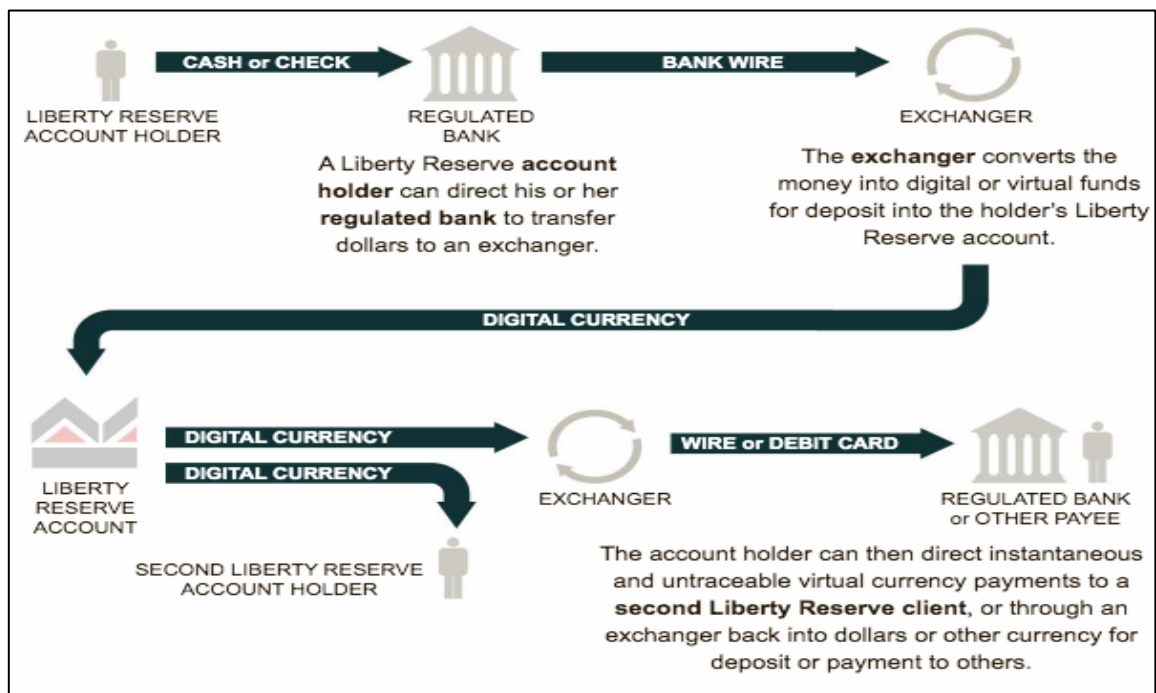 CASH or CHECK
BANK WIRE
LIBERTY RESERVE
ACCOUNT HOLDER
REGULATED
BANK
EXCHANGER
A Liberty Reserve account
holder can direct his or her
regulated bank to transfer
dollars to an exchanger.
The exchanger converts the
money into digital or virtual funds
for deposit into the holder's Liberty
Reserve account.
DIGITAL CURRENCY
DIGITAL CURRENCY
DIGITAL CURRENCY
WIRE or DEBIT CARD
LIBERTY
RESERVE
ACCOUNT
EXCHANGER
REGULATED BANK
or OTHER PAYEE
SECOND LIBERTY RESERVE
ACCOUNT HOLDER
The account holder can then direct instantaneous
and untraceable virtual currency payments to a
second Liberty Reserve client, or through an
exchanger back into dollars or other currency for
deposit or payment to others.